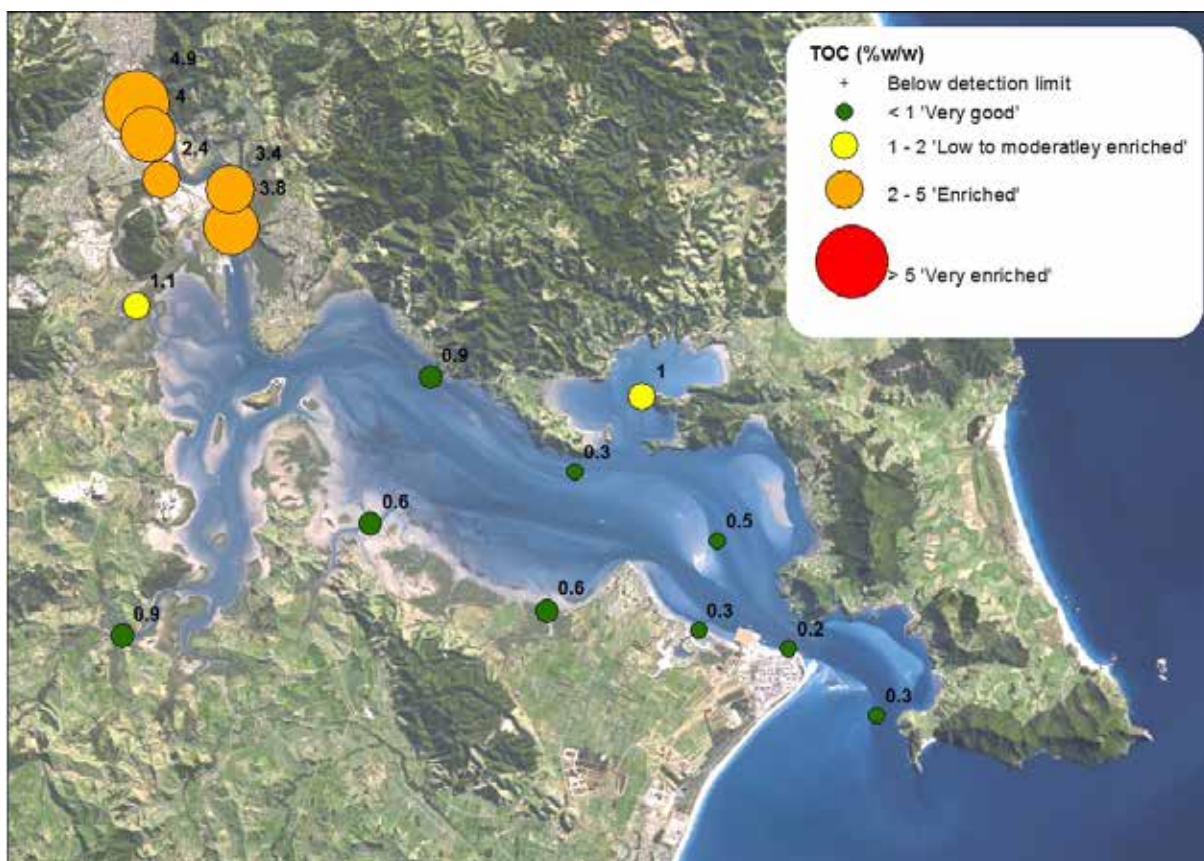 TOC (%w/w)
+ Below detection limit
< 1 'Very good'
1 - 2 'Low to moderatley enriched'
2 - 5 'Enriched'
> 5 'Very enriched'
4.9
4
2.4
3.4
3.8
1.1
0.9
1
0.3
0.6
0.5
0.6
0.9
0.3
0.2
0.3